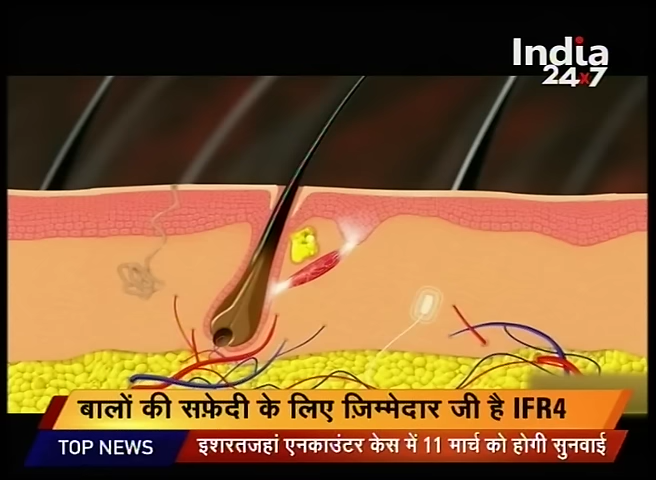 India
24x7
बालों की सफ़ेदी के लिए ज़िम्मेदार जी है IFR4
TOP NEWS
इशरतजहां एनकाउंटर केस में 11 मार्च को होगी सुनवाई